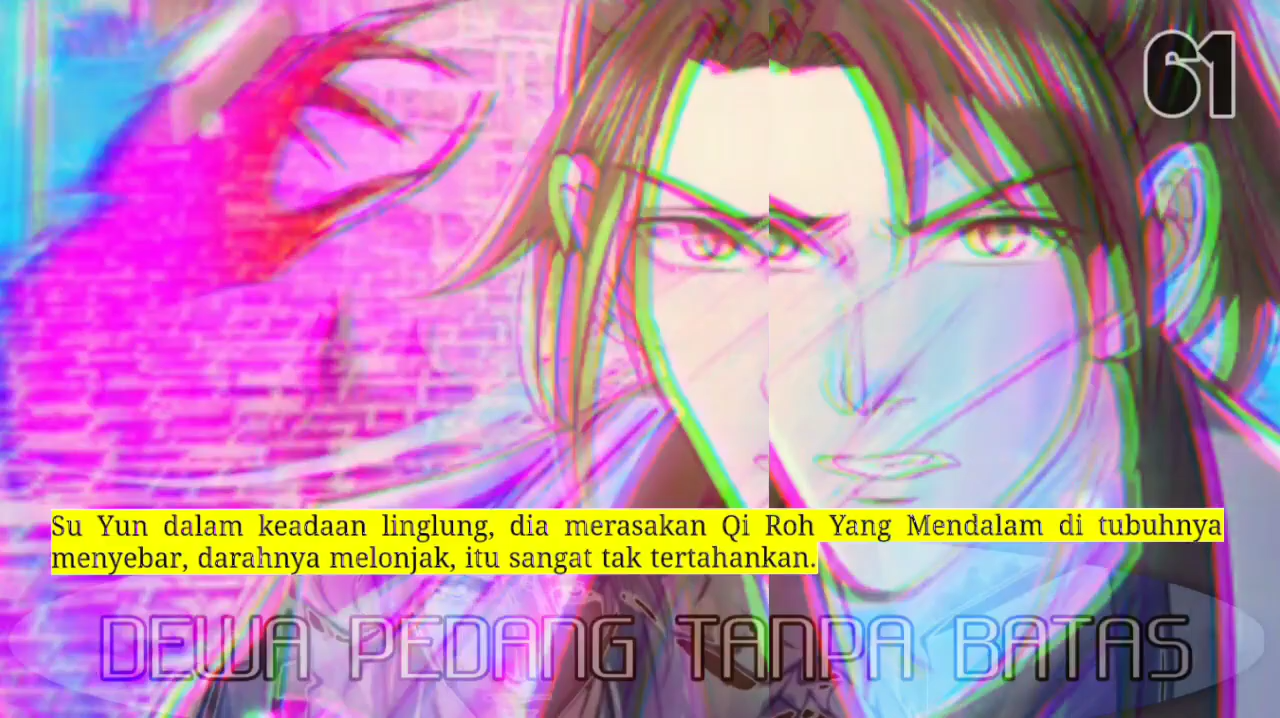 61
Su Yun dalam keadaan linglung, dia merasakan Qi Roh Yang Mendalam di tubuhnya
menyebar, darahnya melonjak, itu sangat tak tertahankan.
DEWA PEDANG TANPA BATAS